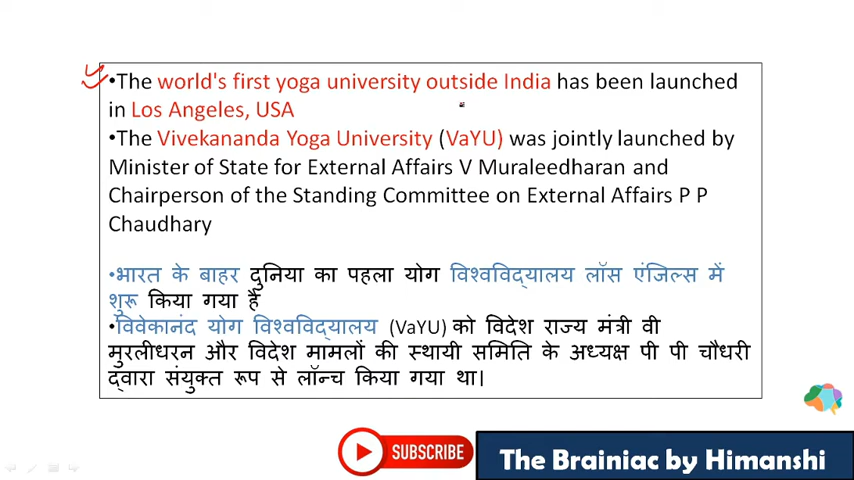 •The world's first yoga university outside India has been launched
in Los Angeles, USA
•The Vivekananda Yoga University (VaYU) was jointly launched by
Minister of State for External Affairs V Muraleedharan and
Chairperson of the Standing Committee on External Affairs P P
Chaudhary
•भारत के बाहर दुनिया का पहला योग विश्वविद्यालय लॉस एंजिल्स में
शुरू किया गया है
•विवेकानंद योग विश्वविद्यालय (VaYU) को विदेश राज्य मंत्री वी
मुरलीधरन और विदेश मामलों की स्थायी समिति के अध्यक्ष पी पी चौधरी
द्वारा संयुक्त रूप से लॉन्च किया गया था।
SUBSCRIBE
The Brainiac by Himanshi